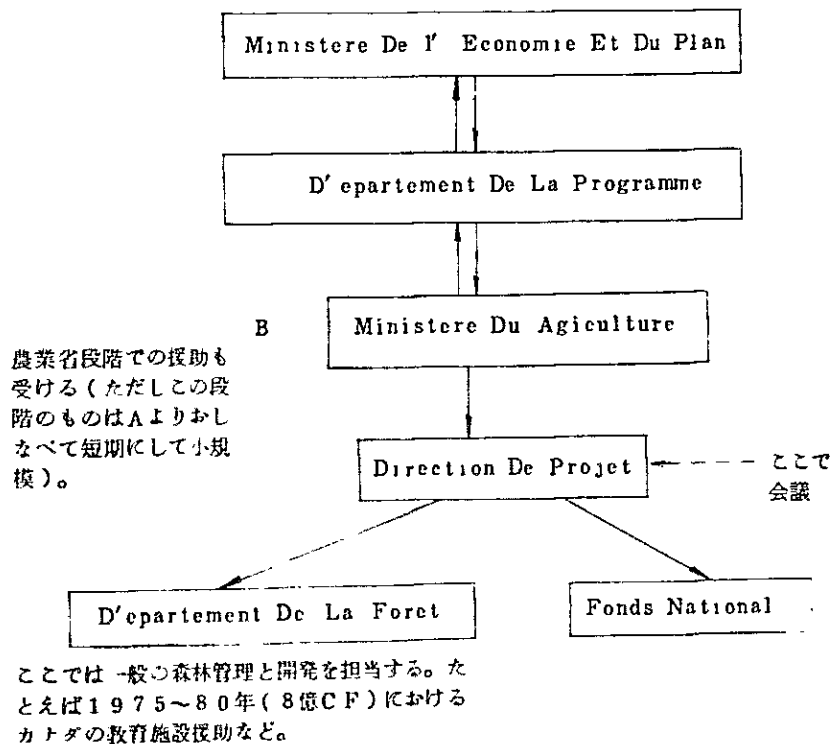 Ministere De l' Economie Et Du Plan
D'epartement De La Programme
B
Ministere Du Agiculture
農業省段階での援助も
受ける(ただしこの段
階のものはAよりおし
なべて短期にして小規
模)。
Direction De Projet
ここで
会議
D'epartement De La Foret
Fonds National
ここでは一般の森林管理と開発を担当する。た
とえば1975~80年(8億CF)における
カナダの教育施設援助など。